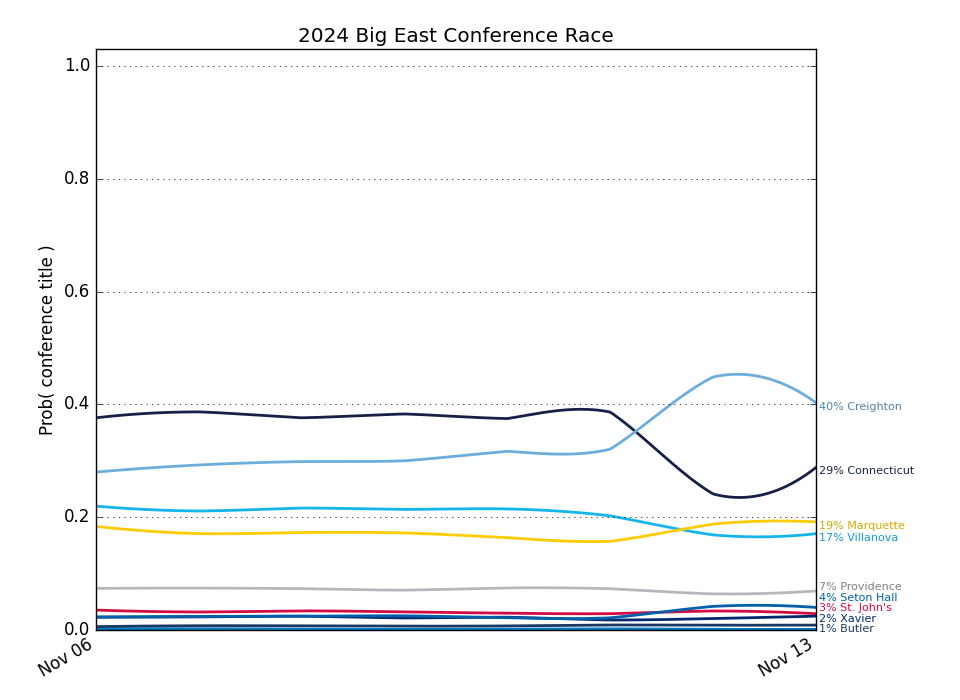 2024 Big East Conference Race
1.0
0.8
0.6
0.4
0.2
0.0
Prob( conference title )
Nov 06
Nov 13
40% Creighton
29% Connecticut
19% Marquette
17% Villanova
7% Providence
4% Seton Hall
3% St. John's
2% Xavier
1% Butler